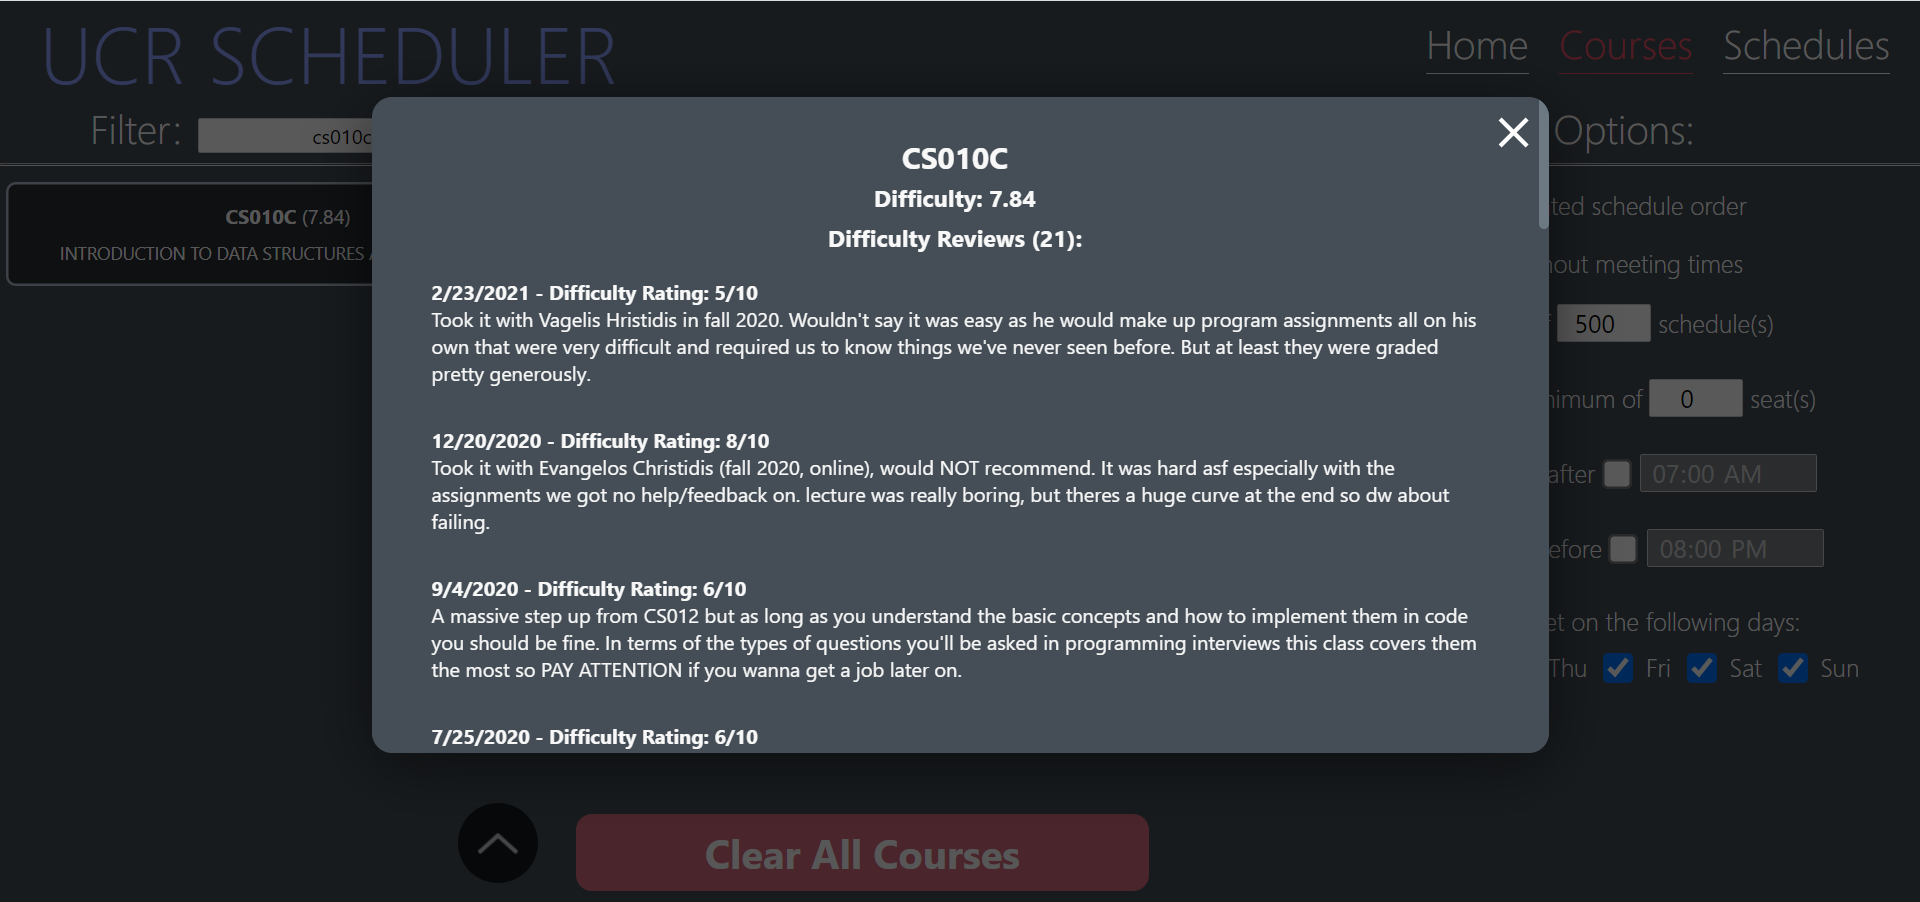 UCR SCHEDULER
Home Courses Schedules
Filter: cs010c
Options:
CS010C (7.84)
INTRODUCTION TO DATA STRUCTURES
CS010C
Difficulty: 7.84
Difficulty Reviews (21):
2/23/2021 - Difficulty Rating: 5/10
Took it with Vagelis Hristidis in fall 2020. Wouldn't say it was easy as he would make up program assignments all on his
own that were very difficult and required us to know things we've never seen before. But at least they were graded
pretty generously.
12/20/2020 - Difficulty Rating: 8/10
Took it with Evangelos Christidis (fall 2020, online), would NOT recommend. It was hard asf especially with the
assignments we got no help/feedback on. lecture was really boring, but theres a huge curve at the end so dw about
failing.
9/4/2020 - Difficulty Rating: 6/10
A massive step up from CS012 but as long as you understand the basic concepts and how to implement them in code
you should be fine. In terms of the types of questions you'll be asked in programming interviews this class covers them
the most so PAY ATTENTION if you wanna get a job later on.
7/25/2020 - Difficulty Rating: 6/10
ted schedule order
hout meeting times
500 schedule(s)
nimum of 0 seat(s)
after 07:00 AM
efore 08:00 PM
et on the following days:
Thu Fri Sat Sun
Clear All Courses